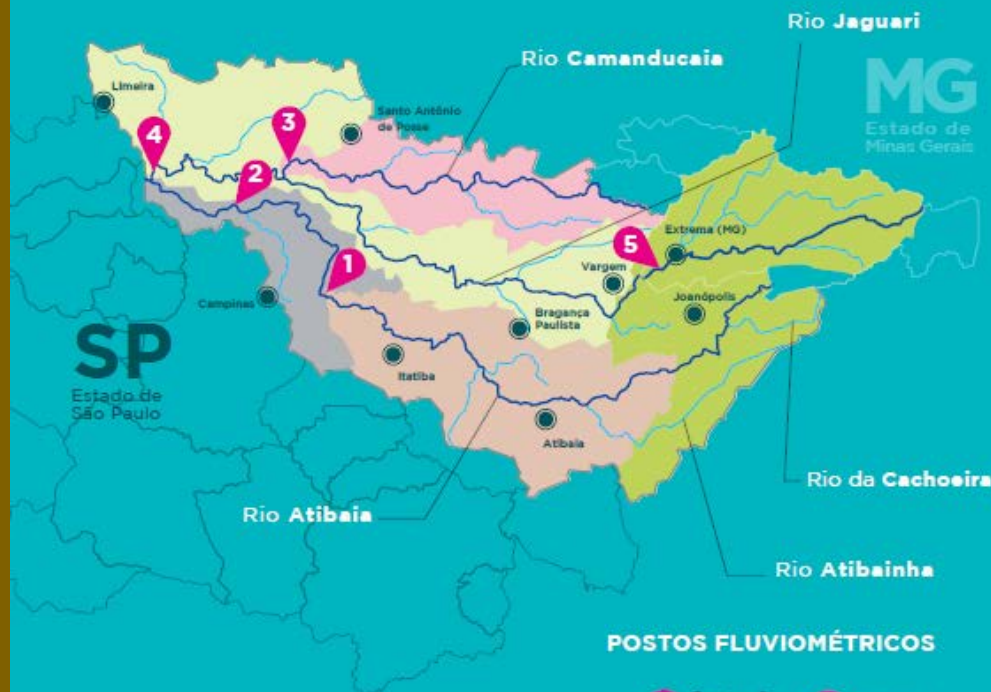 Rio Jaguari
Rio Camanducaia
MG
Estado de
Minas Gerais
Limeira
Santo Antônio
de Posse
4
3
2
Extrema (MG)
5
Vargem
1
Joanópolis
Campinas
Bragança
Paulista
SP
Estado de
São Paulo
Itatiba
Atibaia
Rio da Cachoeira
Rio Atibaia
Rio Atibainha
POSTOS FLUVIOMÉTRICOS